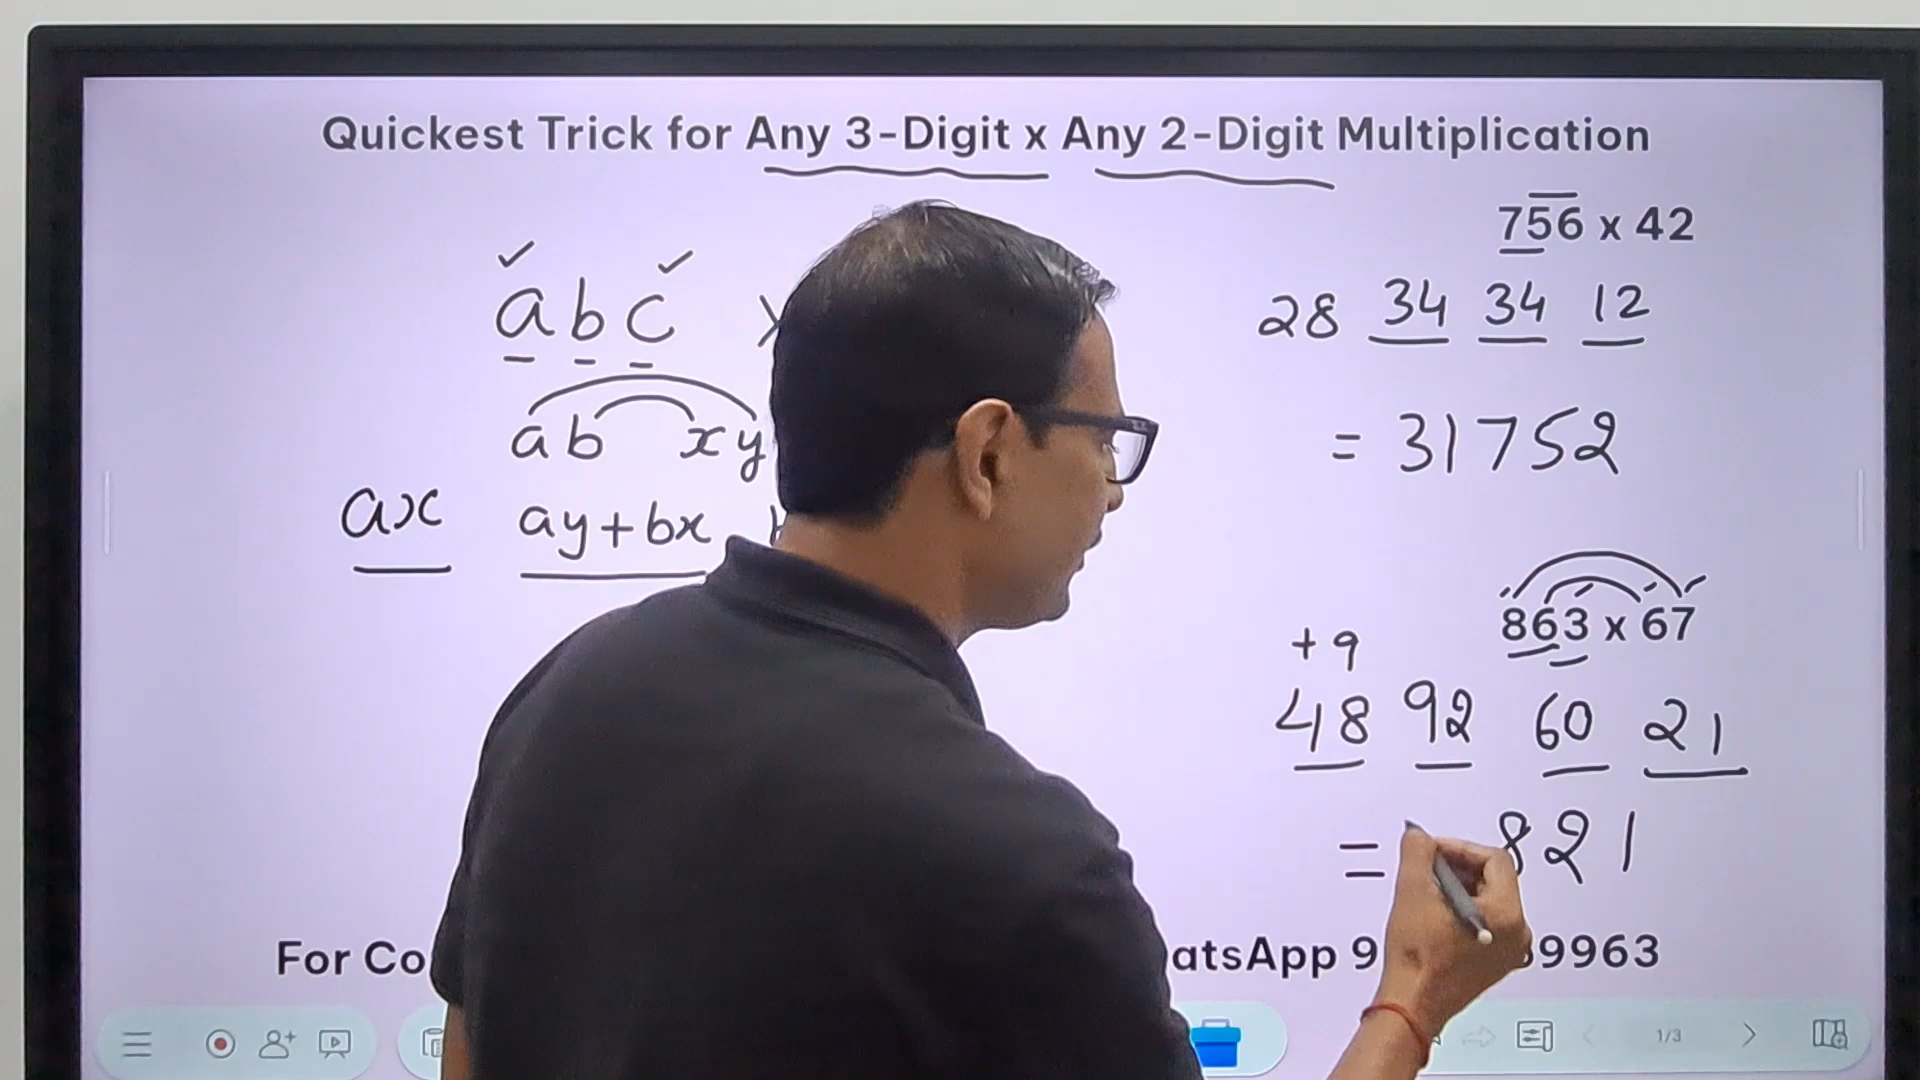 Quickest Trick for Any 3-Digit x Any 2-Digit Multiplication
a b c
ab xy
ax ay+bx
756 x 42
28 34 34 12
= 31752
863 x 67
+9
48 92 60 21
= 821
For Co
atsApp 9 9963
1/3